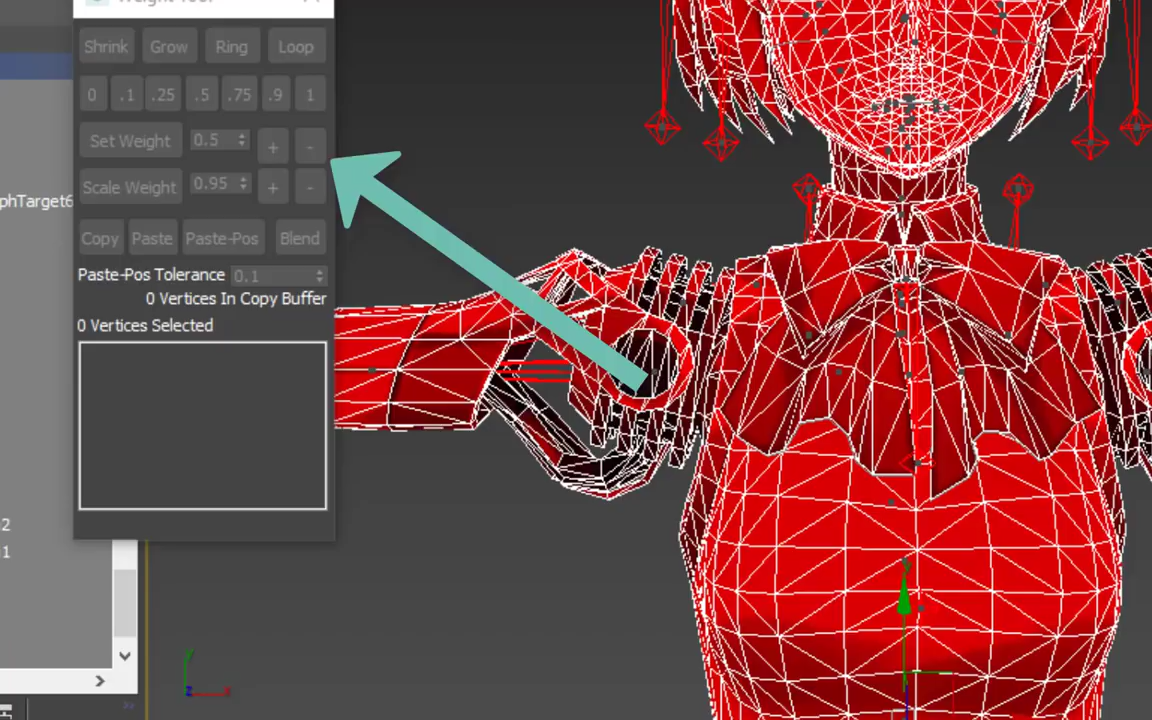 Weight Tool
Shrink Grow Ring Loop
0 .1 .25 .5 .75 .9 1
Set Weight 0.5 + -
Scale Weight 0.95 + -
Copy Paste Paste-Pos Blend
Paste-Pos Tolerance 0.1
0 Vertices In Copy Buffer
0 Vertices Selected
phTarget6